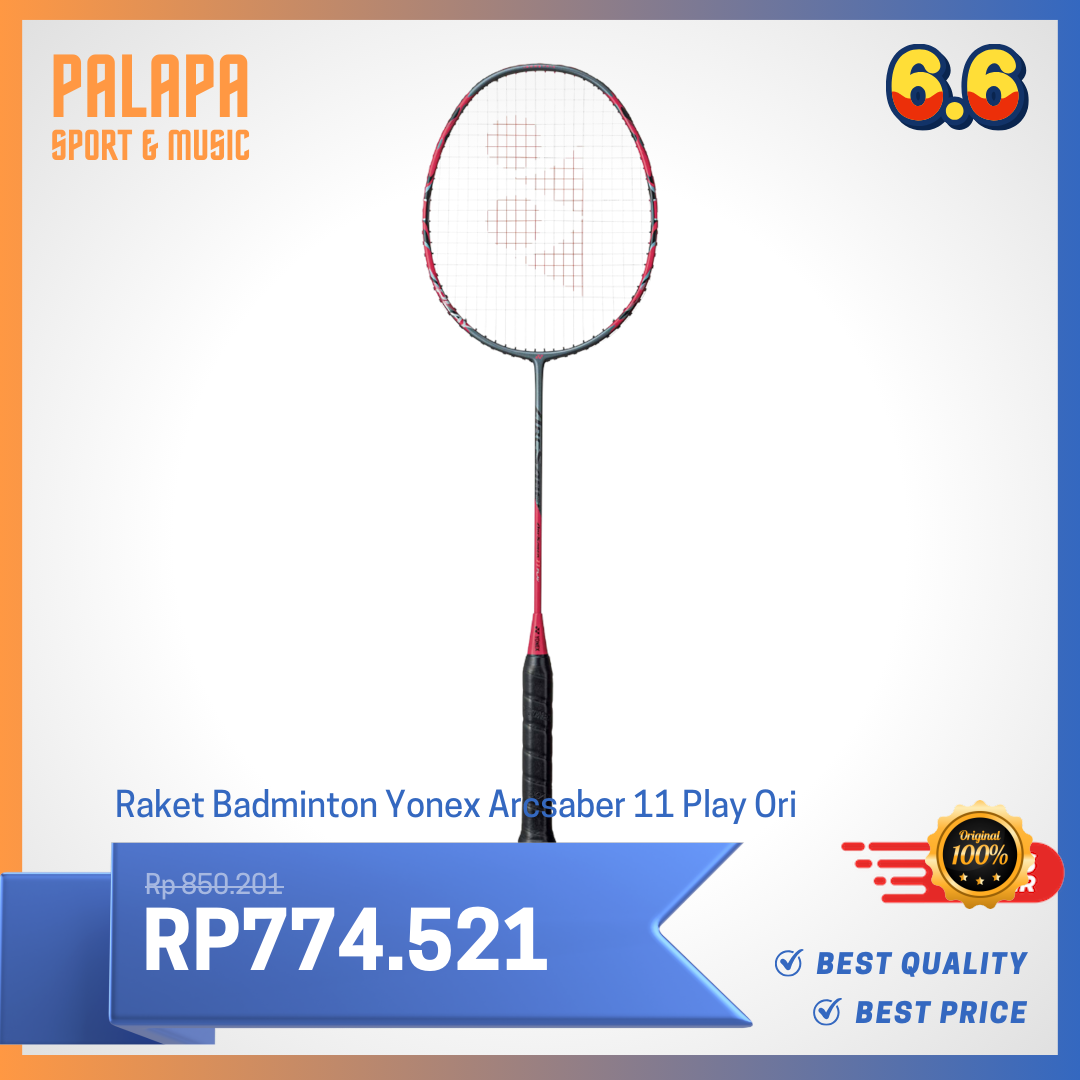 PALAPA
SPORT & MUSIC
6.6
PLAY
Raket Badminton Yonex Arcsaber 11 Play Ori
Original
100%
Rp 850.201
RP774.521
BEST QUALITY
BEST PRICE